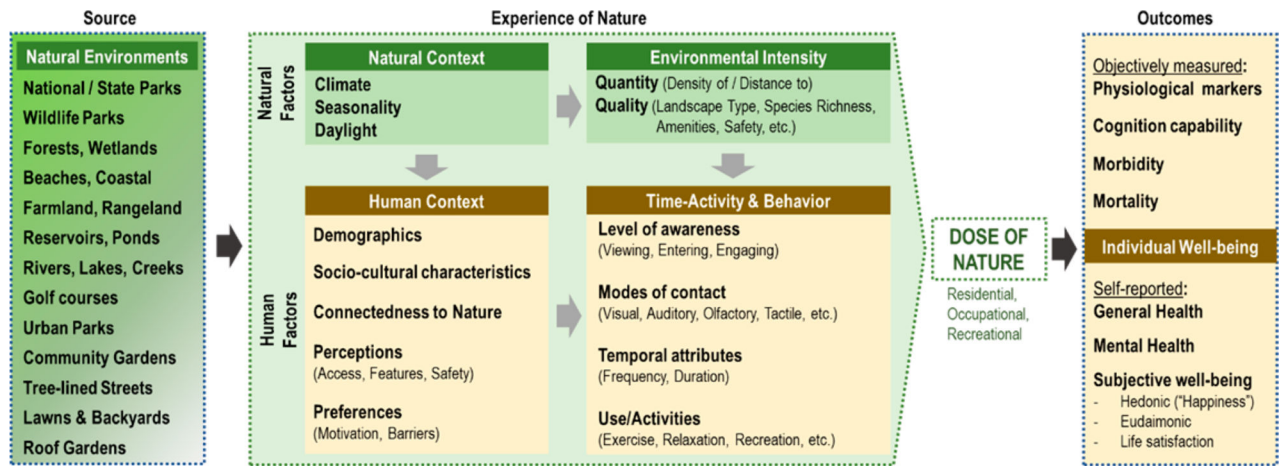 Source
Natural Environments
National / State Parks
Wildlife Parks
Forests, Wetlands
Beaches, Coastal
Farmland, Rangeland
Reservoirs, Ponds
Rivers, Lakes, Creeks
Golf courses
Urban Parks
Community Gardens
Tree-lined Streets
Lawns & Backyards
Roof Gardens
Experience of Nature
Natural
Factors
Natural Context
Climate
Seasonality
Daylight
Environmental Intensity
Quantity (Density of / Distance to)
Quality (Landscape Type, Species Richness,
Amenities, Safety, etc.)
Human
Factors
Human Context
Demographics
Socio-cultural characteristics
Connectedness to Nature
Perceptions
(Access, Features, Safety)
Preferences
(Motivation, Barriers)
Time-Activity & Behavior
Level of awareness
(Viewing, Entering, Engaging)
Modes of contact
(Visual, Auditory, Olfactory, Tactile, etc.)
Temporal attributes
(Frequency, Duration)
Use/Activities
(Exercise, Relaxation, Recreation, etc.)
DOSE OF
NATURE
Residential,
Occupational,
Recreational
Outcomes
Objectively measured:
Physiological markers
Cognition capability
Morbidity
Mortality
Individual Well-being
Self-reported:
General Health
Mental Health
Subjective well-being
- Hedonic ("Happiness")
- Eudaimonic
- Life satisfaction